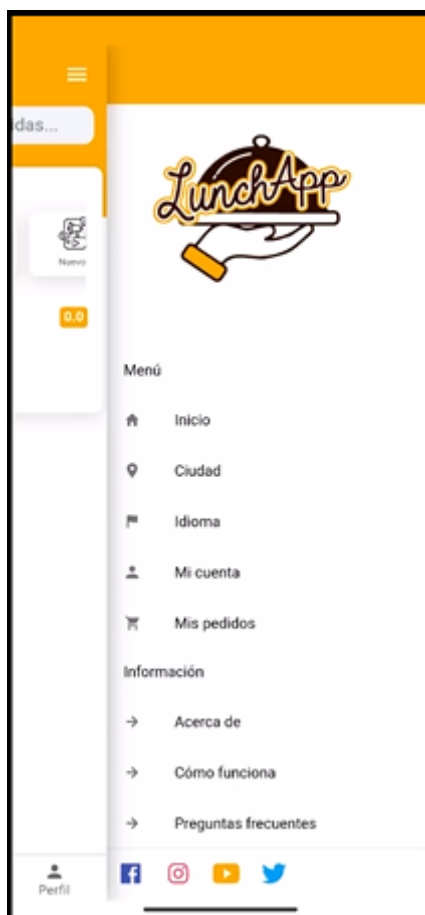 idas...
LunchApp
Nuevo
0.0
Menú
Inicio
Ciudad
Idioma
Mi cuenta
Mis pedidos
Información
Acerca de
Cómo funciona
Preguntas frecuentes
Perfil